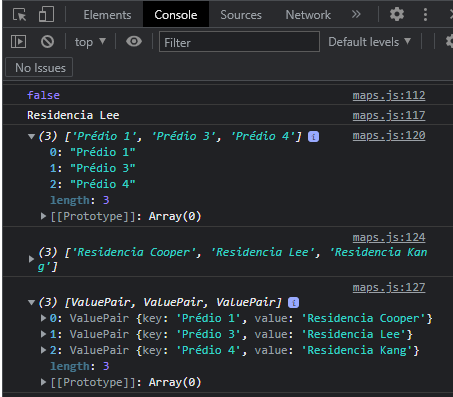 Elements Console Sources Network »
top ▾ Filter Default levels ▾
No Issues
false maps.js:112
Residencia Lee maps.js:117
▾ (3) ['Prédio 1', 'Prédio 3', 'Prédio 4'] i maps.js:120
0: "Prédio 1"
1: "Prédio 3"
2: "Prédio 4"
length: 3
▸ [[Prototype]]: Array(0)
maps.js:124
▸ (3) ['Residencia Cooper', 'Residencia Lee', 'Residencia Kan
g']
maps.js:127
▾ (3) [ValuePair, ValuePair, ValuePair] i
▸ 0: ValuePair {key: 'Prédio 1', value: 'Residencia Cooper'}
▸ 1: ValuePair {key: 'Prédio 3', value: 'Residencia Lee'}
▸ 2: ValuePair {key: 'Prédio 4', value: 'Residencia Kang'}
length: 3
▸ [[Prototype]]: Array(0)